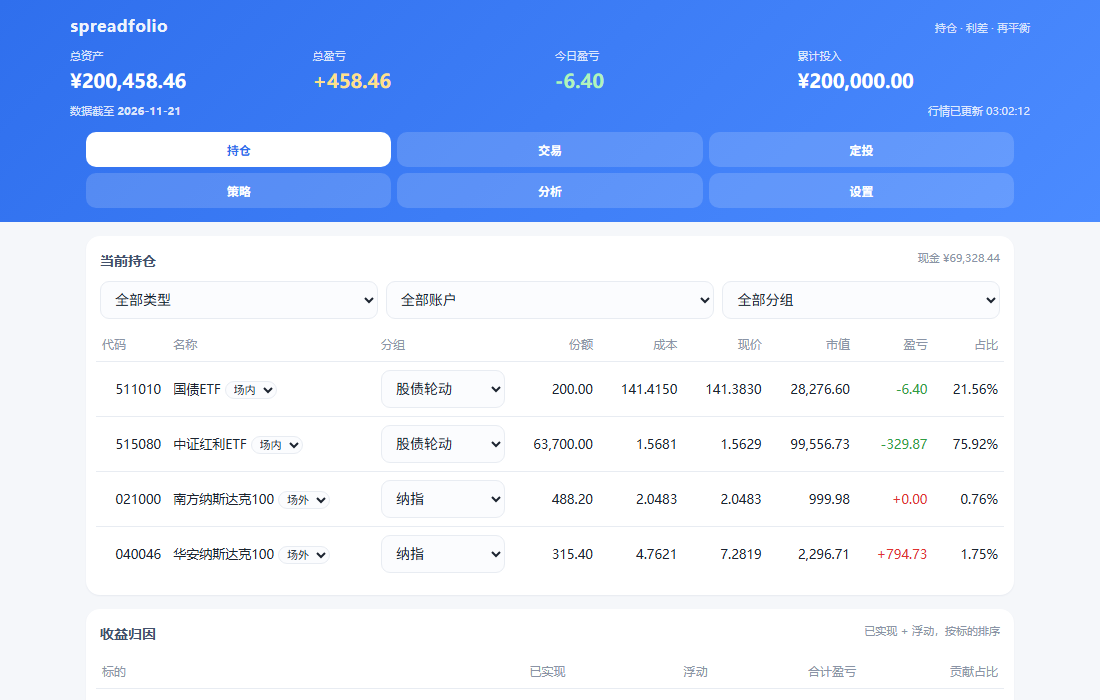 spreadfolio
持仓 · 利差 · 再平衡
总资产 总盈亏 今日盈亏 累计投入
¥200,458.46 +458.46 -6.40 ¥200,000.00
数据截至 2026-11-21 行情已更新 03:02:12
持仓 交易 定投
策略 分析 设置
当前持仓 现金 ¥69,328.44
全部类型 全部账户 全部分组
代码 名称 分组 份额 成本 现价 市值 盈亏 占比
511010 国债ETF 场内 股债轮动 200.00 141.4150 141.3830 28,276.60 -6.40 21.56%
515080 中证红利ETF 场内 股债轮动 63,700.00 1.5681 1.5629 99,556.73 -329.87 75.92%
021000 南方纳斯达克100 场外 纳指 488.20 2.0483 2.0483 999.98 +0.00 0.76%
040046 华安纳斯达克100 场外 纳指 315.40 4.7621 7.2819 2,296.71 +794.73 1.75%
收益归因 已实现 + 浮动，按标的排序
标的 已实现 浮动 合计盈亏 贡献占比